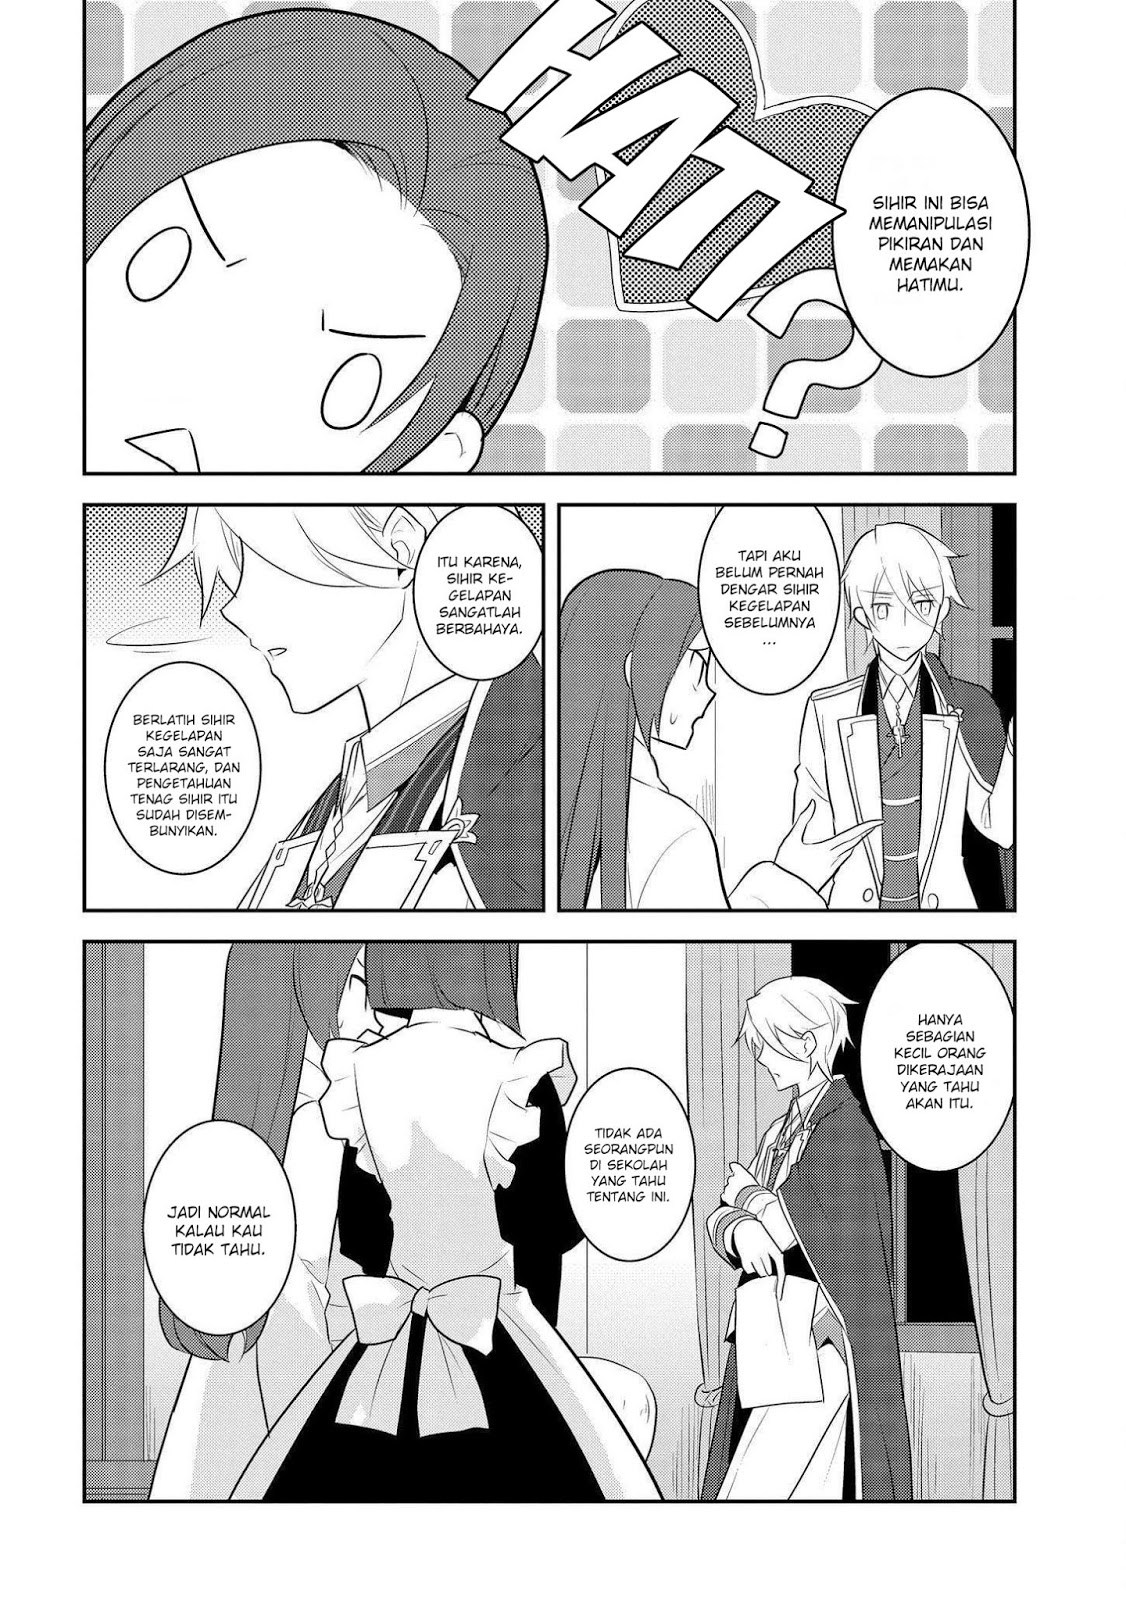 SIHIR INI BISA
MEMANIPULASI
PIKIRAN DAN
MEMAKAN
HATIMU.
HATI?
TAPI AKU
BELUM PERNAH
DENGAR SIHIR
KEGELAPAN
SEBELUMNYA
...
ITU KARENA,
SIHIR KE-
GELAPAN
SANGATLAH
BERBAHAYA.
BERLATIH SIHIR
KEGELAPAN
SAJA SANGAT
TERLARANG, DAN
PENGETAHUAN
TENAG SIHIR ITU
SUDAH DISEM-
BUNYIKAN.
HANYA
SEBAGIAN
KECIL ORANG
DIKERAJAAN
YANG TAHU
AKAN ITU.
TIDAK ADA
SEORANGPUN
DI SEKOLAH
YANG TAHU
TENTANG INI.
JADI NORMAL
KALAU KAU
TIDAK TAHU.